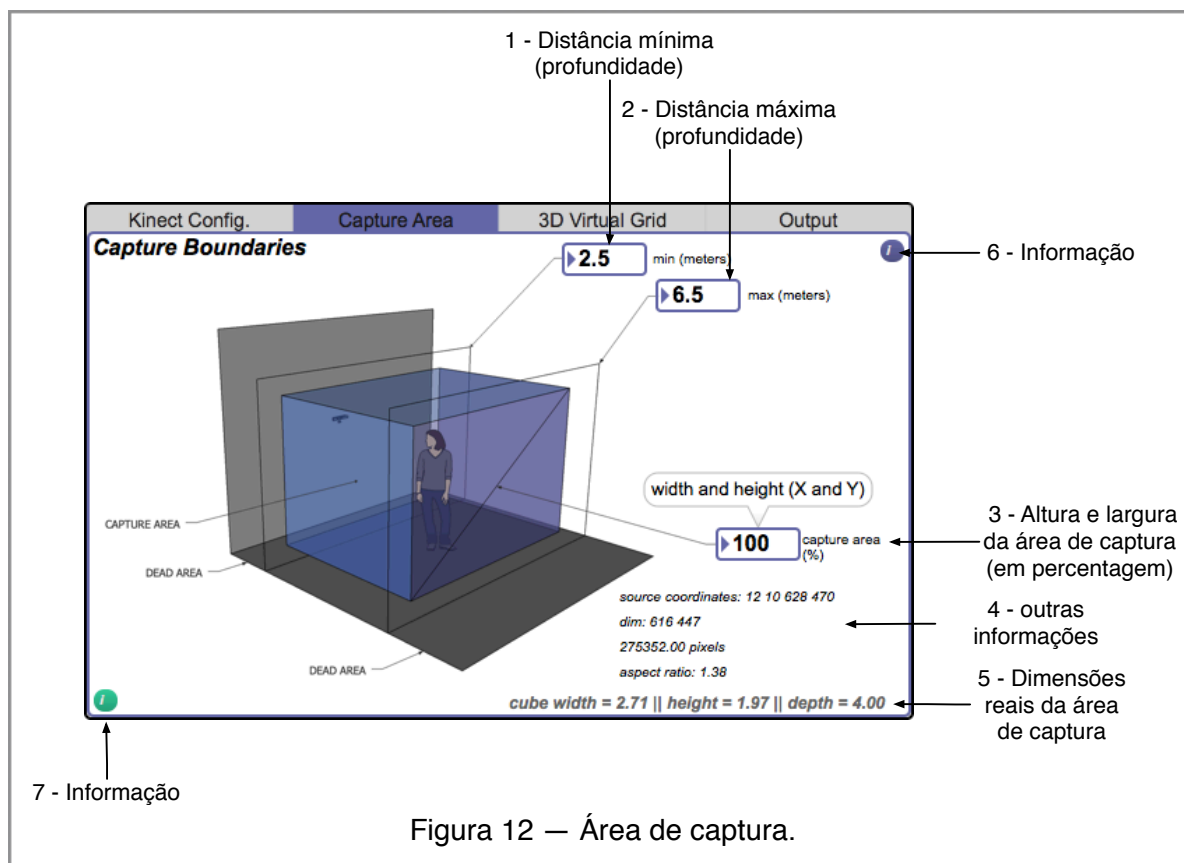 1 - Distância mínima
(profundidade)
2 - Distância máxima
(profundidade)
Kinect Config.
Capture Area
3D Virtual Grid
Output
Capture Boundaries
2.5
min (meters)
i
6 - Informação
6.5
max (meters)
width and height (X and Y)
100
capture area
(%)
3 - Altura e largura
da área de captura
(em percentagem)
CAPTURE AREA
DEAD AREA
DEAD AREA
source coordinates: 12 10 628 470
dim: 616 447
275352.00 pixels
aspect ratio: 1.38
4 - outras
informações
cube width = 2.71 || height = 1.97 || depth = 4.00
5 - Dimensões
reais da área
de captura
i
7 - Informação
Figura 12 — Área de captura.